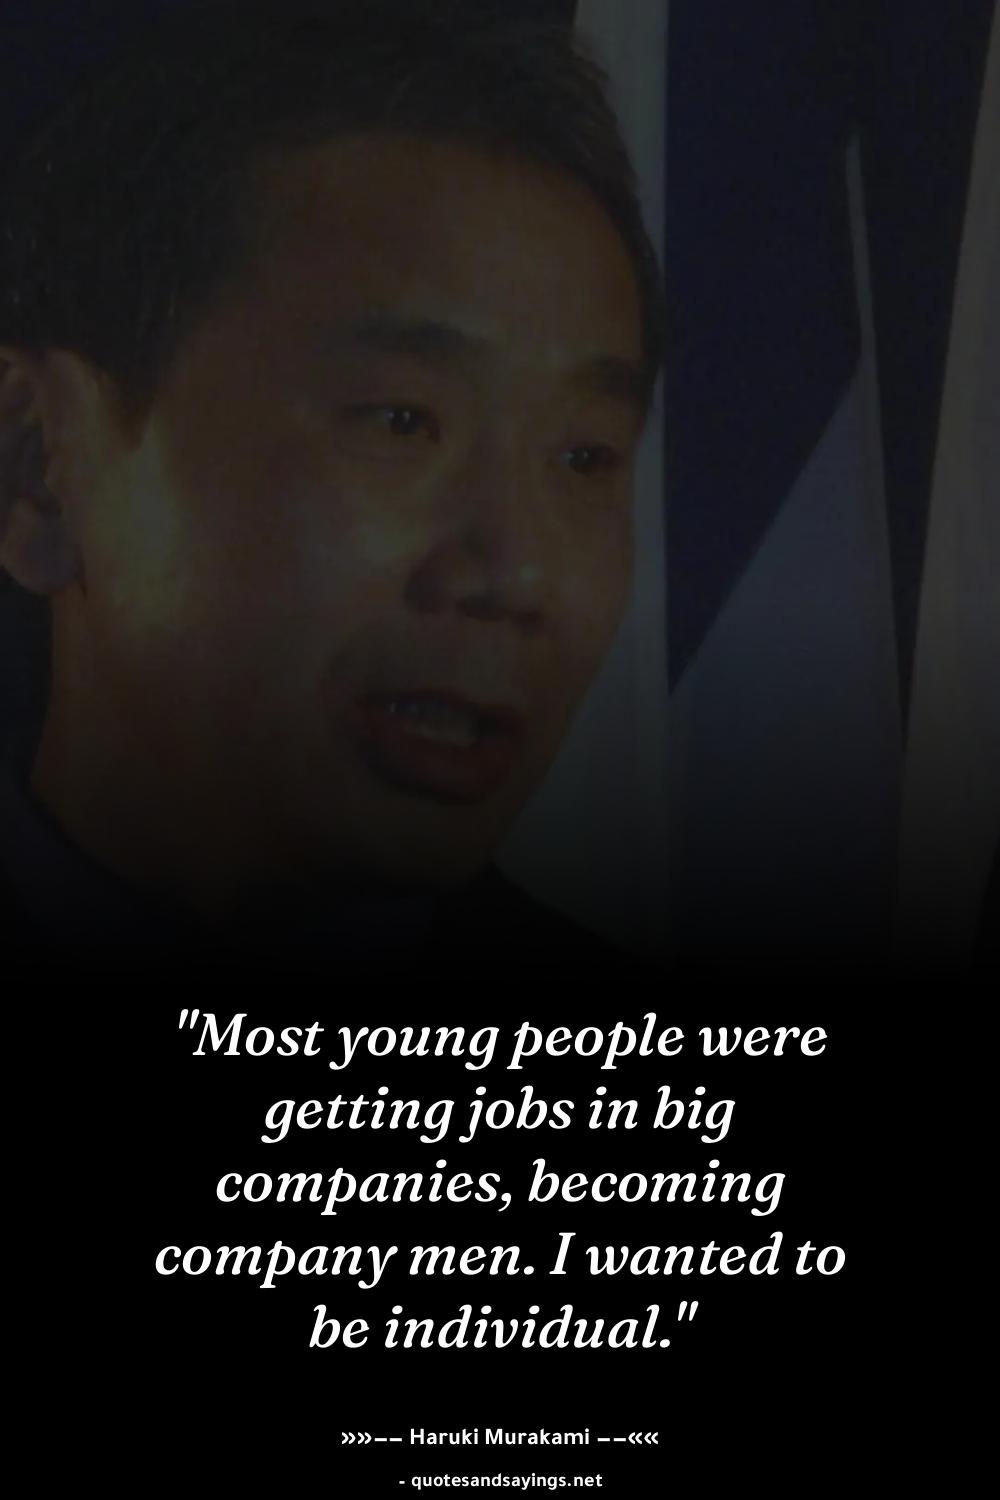 "Most young people were
getting jobs in big
companies, becoming
company men. I wanted to
be individual."
»»−− Haruki Murakami −−««
- quotesandsayings.net